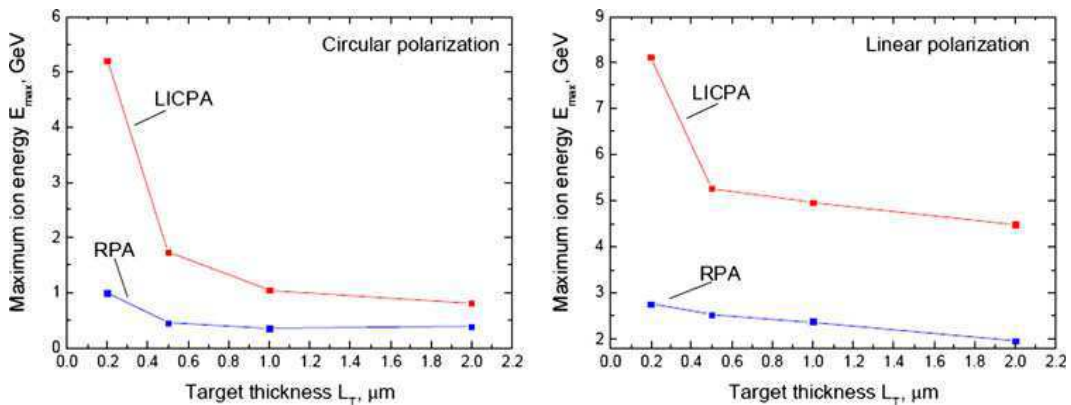 Circular polarization
LICPA
RPA
Maximum ion energy E_max, GeV
6
5
4
3
2
1
0
0.0 0.2 0.4 0.6 0.8 1.0 1.2 1.4 1.6 1.8 2.0 2.2
Target thickness L_T, μm
Linear polarization
LICPA
RPA
Maximum ion energy E_max, GeV
9
8
7
6
5
4
3
2
0.0 0.2 0.4 0.6 0.8 1.0 1.2 1.4 1.6 1.8 2.0 2.2
Target thickness L_T, μm